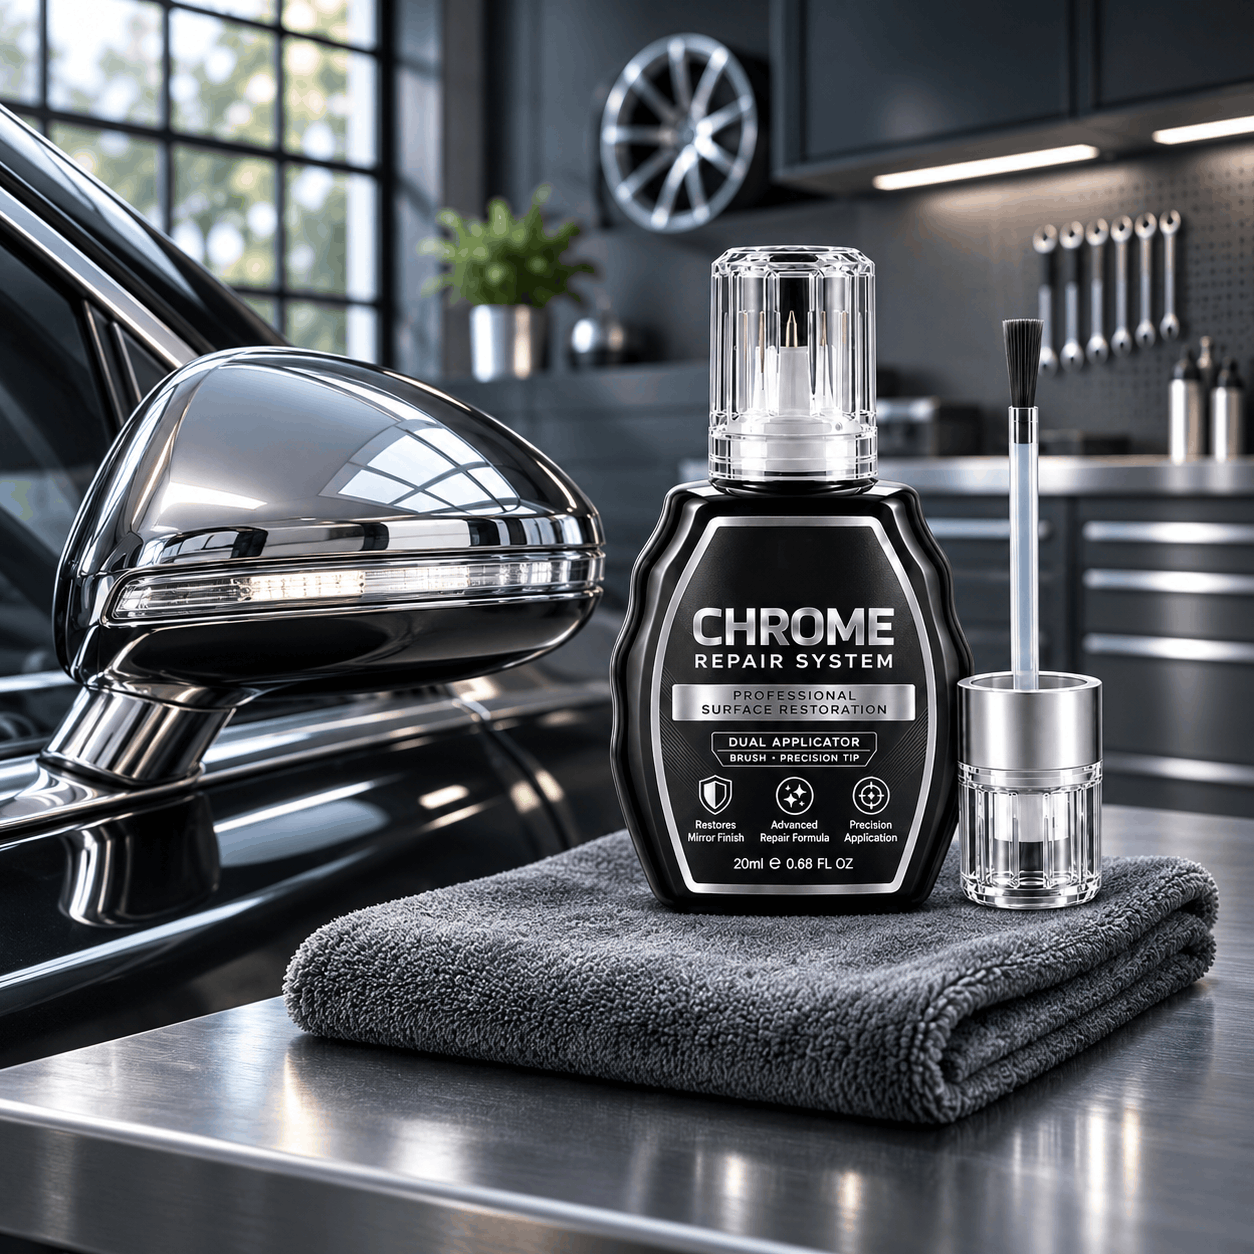 CHROME
REPAIR SYSTEM
PROFESSIONAL
SURFACE RESTORATION
DUAL APPLICATOR
BRUSH • PRECISION TIP
Restores
Mirror Finish
Advanced
Repair Formula
Precision
Application
20ml ℮ 0.68 FL OZ